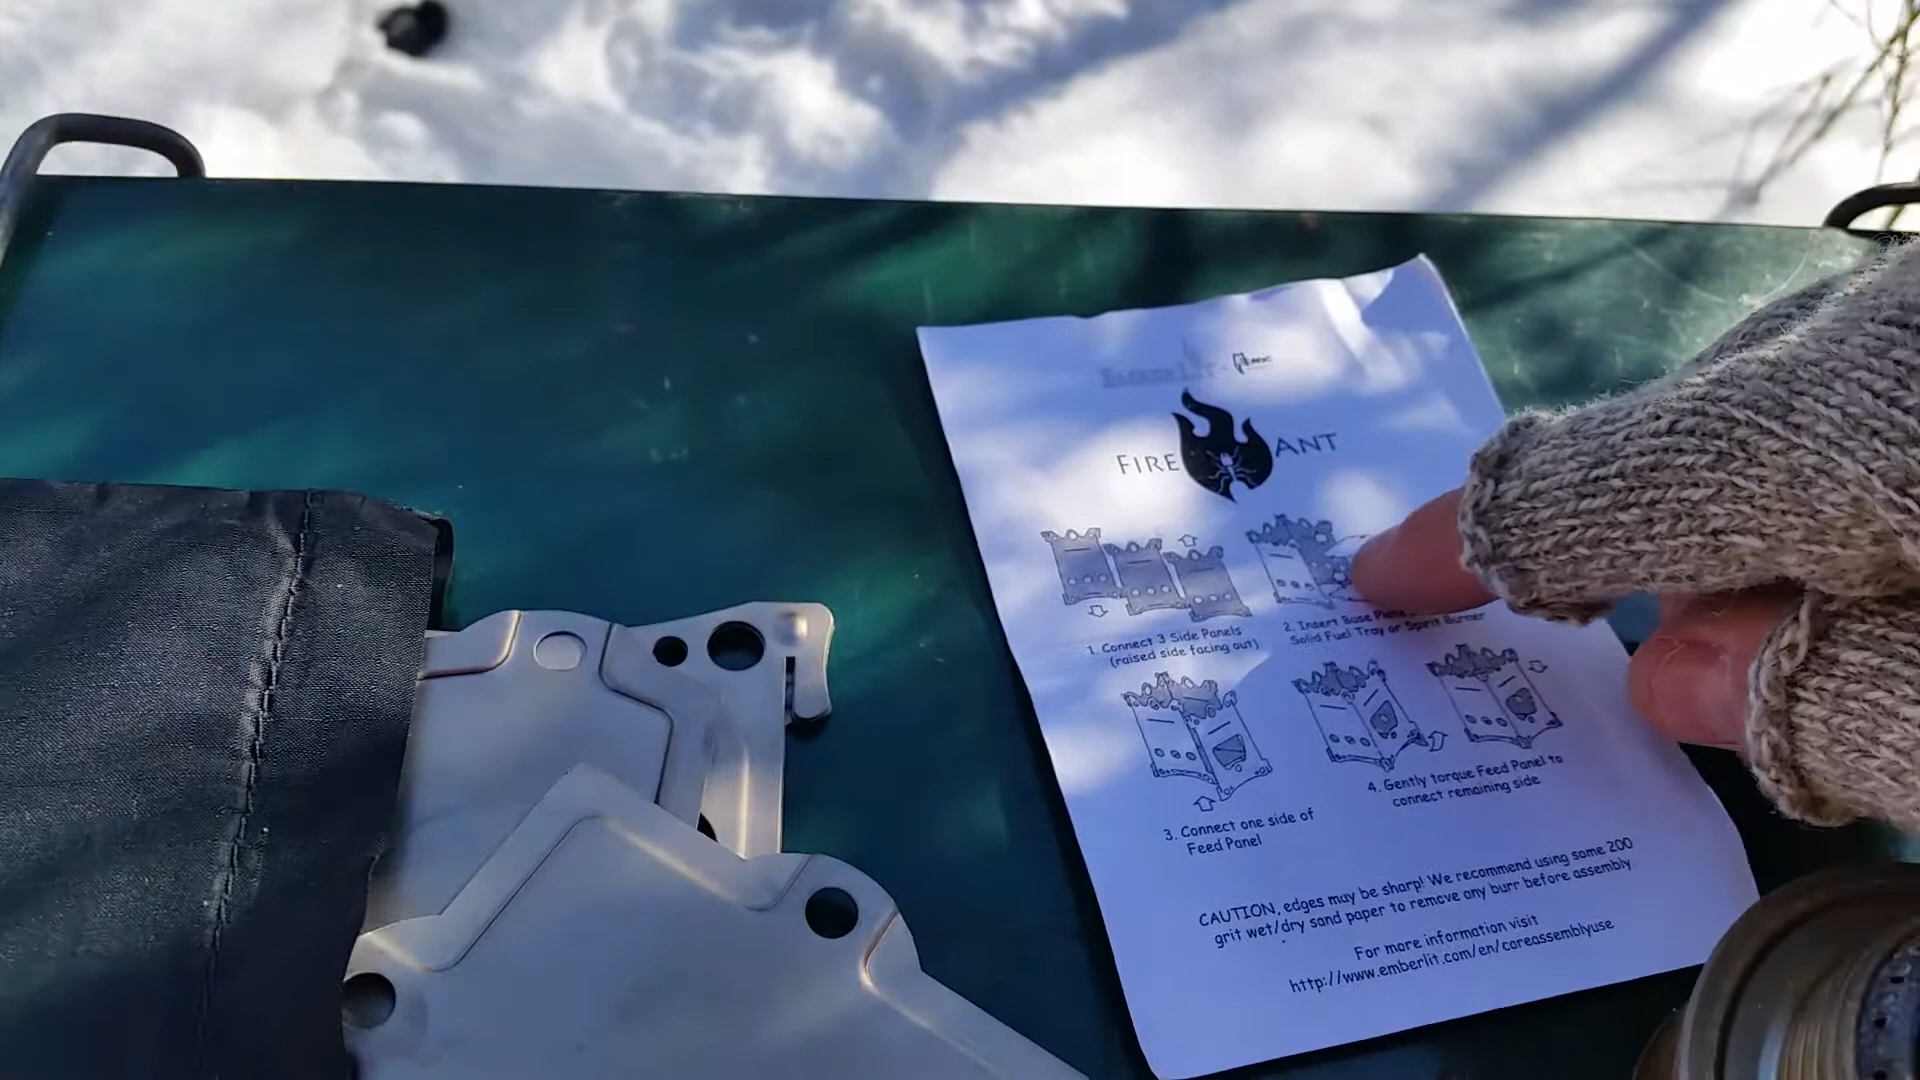 FIRE ANT
1. Connect 3 Side Panels
(raised side facing out)
2. Insert Base Plate
Solid Fuel Tray or Spirit Burner
3. Connect one side of
Feed Panel
4. Gently torque Feed Panel to
connect remaining side
CAUTION, edges may be sharp! We recommend using some 200
grit wet/dry sand paper to remove any burr before assembly
For more information visit
http://www.emberlit.com/en/careassemblyuse